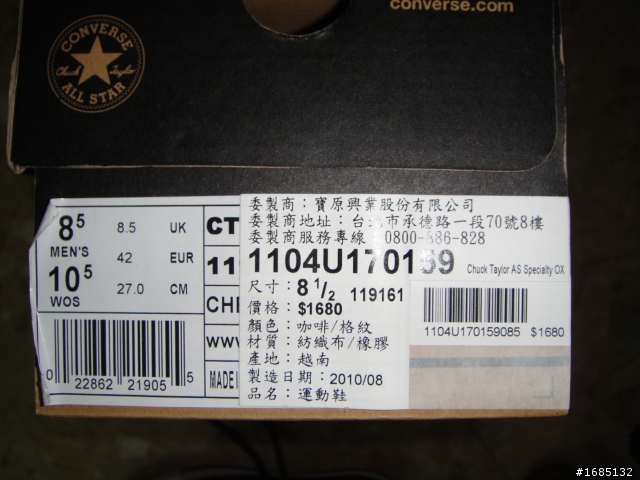 converse.com
CONVERSE
Chuck Taylor
ALL STAR
8 5 8.5 UK
MEN'S
42 EUR
10 5
WOS
27.0 CM
0 22862 21905 5
CT
11
CHI
WWW
MADE
委製商：寶原興業股份有限公司
委製商地址：台北市承德路一段70號8樓
委製商服務專線 0800-586-828
1104U170159 Chuck Taylor AS Specialty OX
尺寸：8 1/2 119161
價格：$1680
顏色：咖啡/格紋
材質：紡織布/橡膠
產地：越南
製造日期：2010/08
品名：運動鞋
1104U170159085 $1680
#1685132